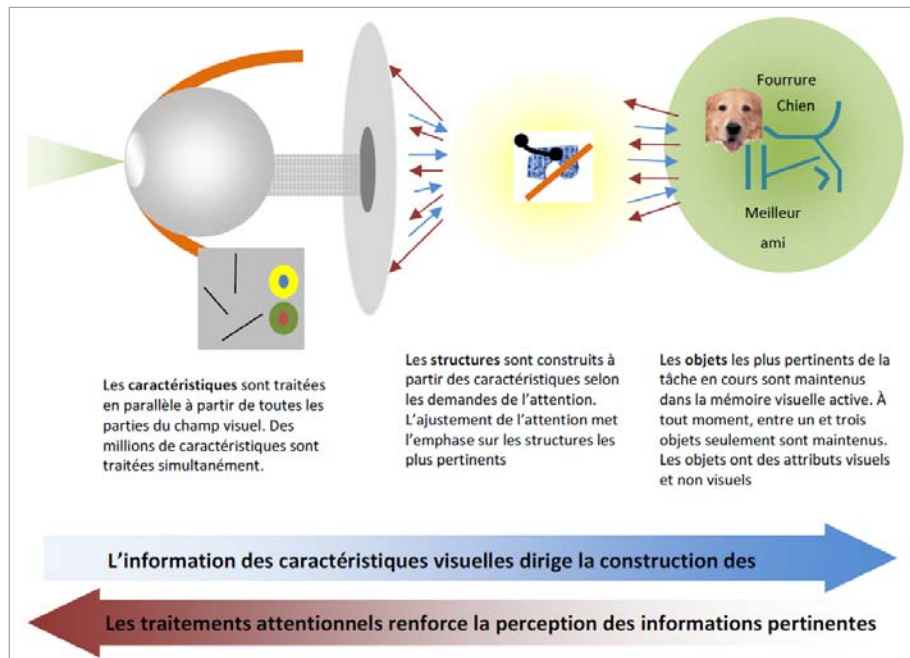 Fourrure
Chien
Meilleur
ami
Les caractéristiques sont traitées
en parallèle à partir de toutes les
parties du champ visuel. Des
millions de caractéristiques sont
traitées simultanément.
Les structures sont construits à
partir des caractéristiques selon
les demandes de l'attention.
L'ajustement de l'attention met
l'emphase sur les structures les
plus pertinents
Les objets les plus pertinents de la
tâche en cours sont maintenus
dans la mémoire visuelle active. À
tout moment, entre un et trois
objets seulement sont maintenus.
Les objets ont des attributs visuels
et non visuels
L'information des caractéristiques visuelles dirige la construction des
Les traitements attentionnels renforce la perception des informations pertinentes